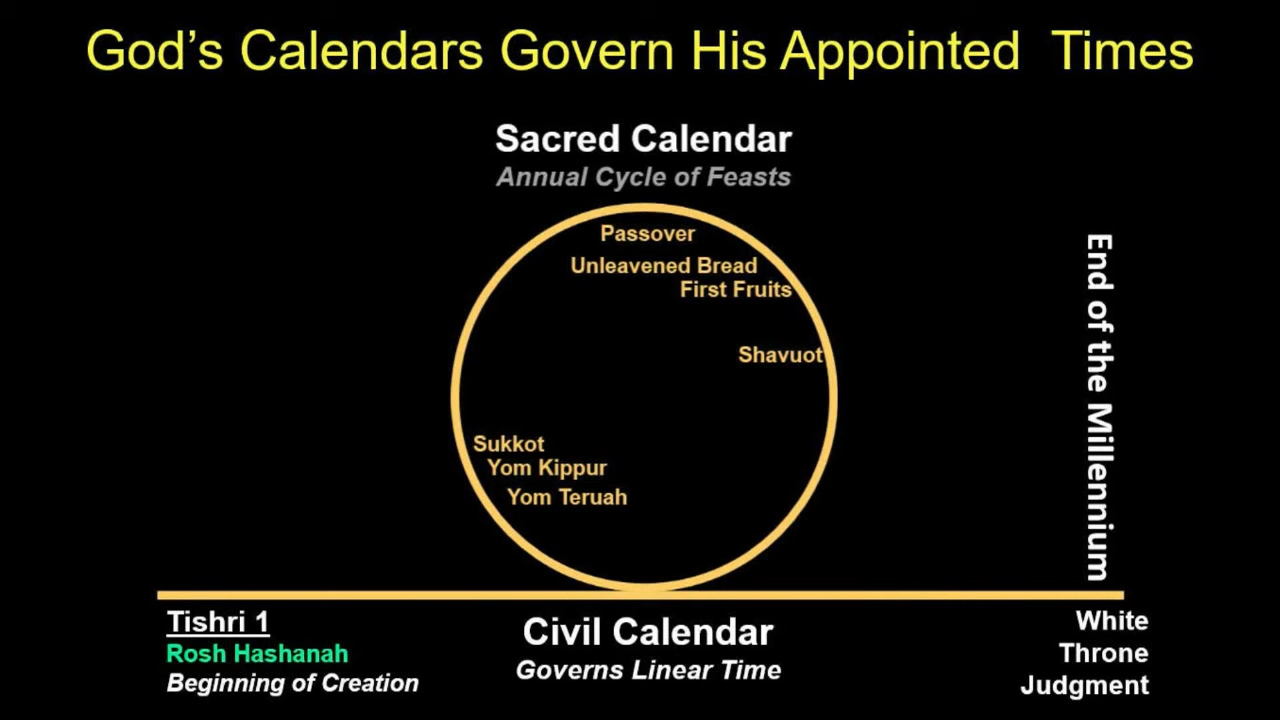 God's Calendars Govern His Appointed  Times
Sacred Calendar
Annual Cycle of Feasts
Passover
Unleavened Bread
First Fruits
Shavuot
Sukkot
Yom Kippur
Yom Teruah
End of the Millennium
Tishri 1
Rosh Hashanah
Beginning of Creation
Civil Calendar
Governs Linear Time
White
Throne
Judgment